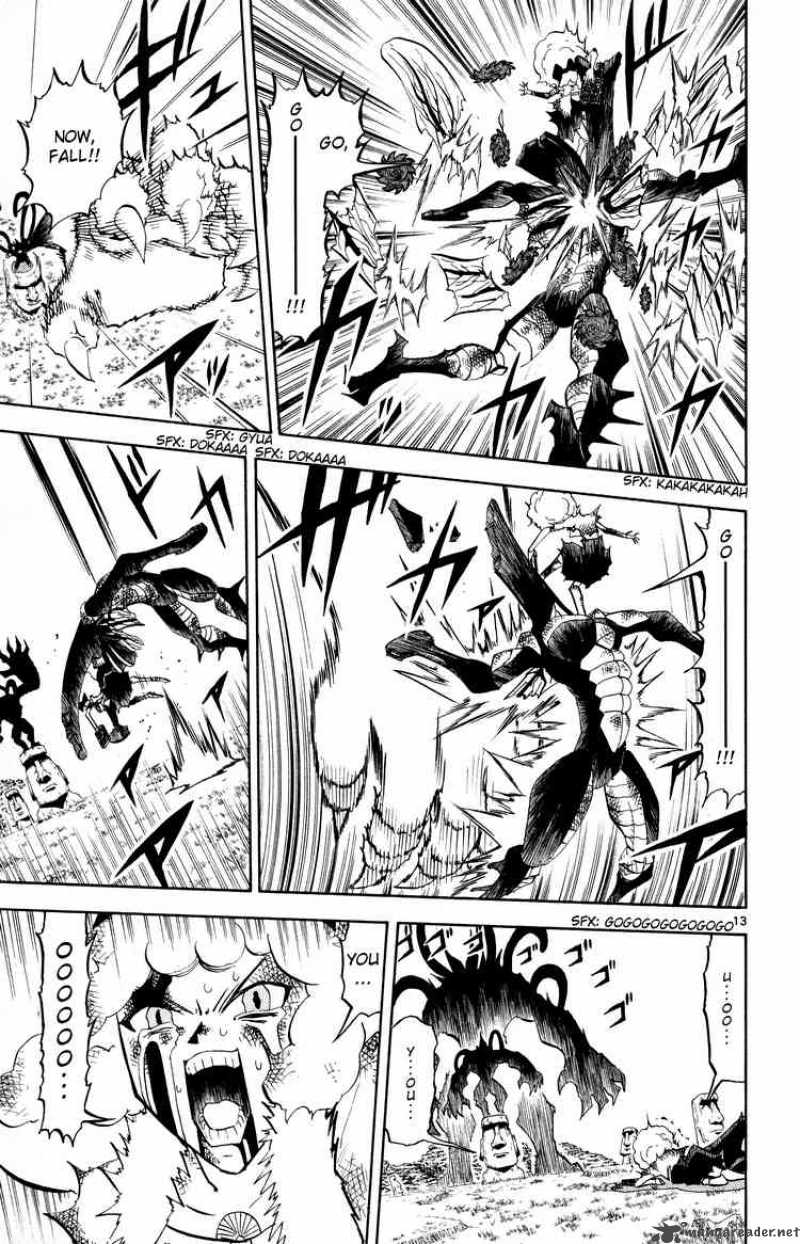 GO
GO,
!!!
NOW,
FALL!!
SFX: KAKAKAKAKAH
SFX: GYUA
SFX: DOKAAAA
SFX: DOKAAAA
GO
!!!
13
SFX: GOGOGOGOGOGOGO
U...OO
...
Y...OU...
YOU
...
...
OOOOOO...
mangareader.net